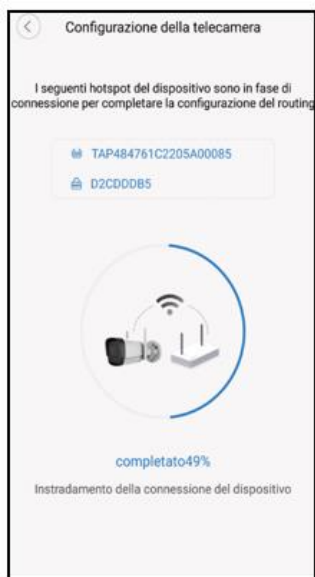 Configurazione della telecamera
I seguenti hotspot del dispositivo sono in fase di
connessione per completare la configurazione del routing
TAP484761C2205A00085
D2CDDDB5
completato49%
Instradamento della connessione del dispositivo